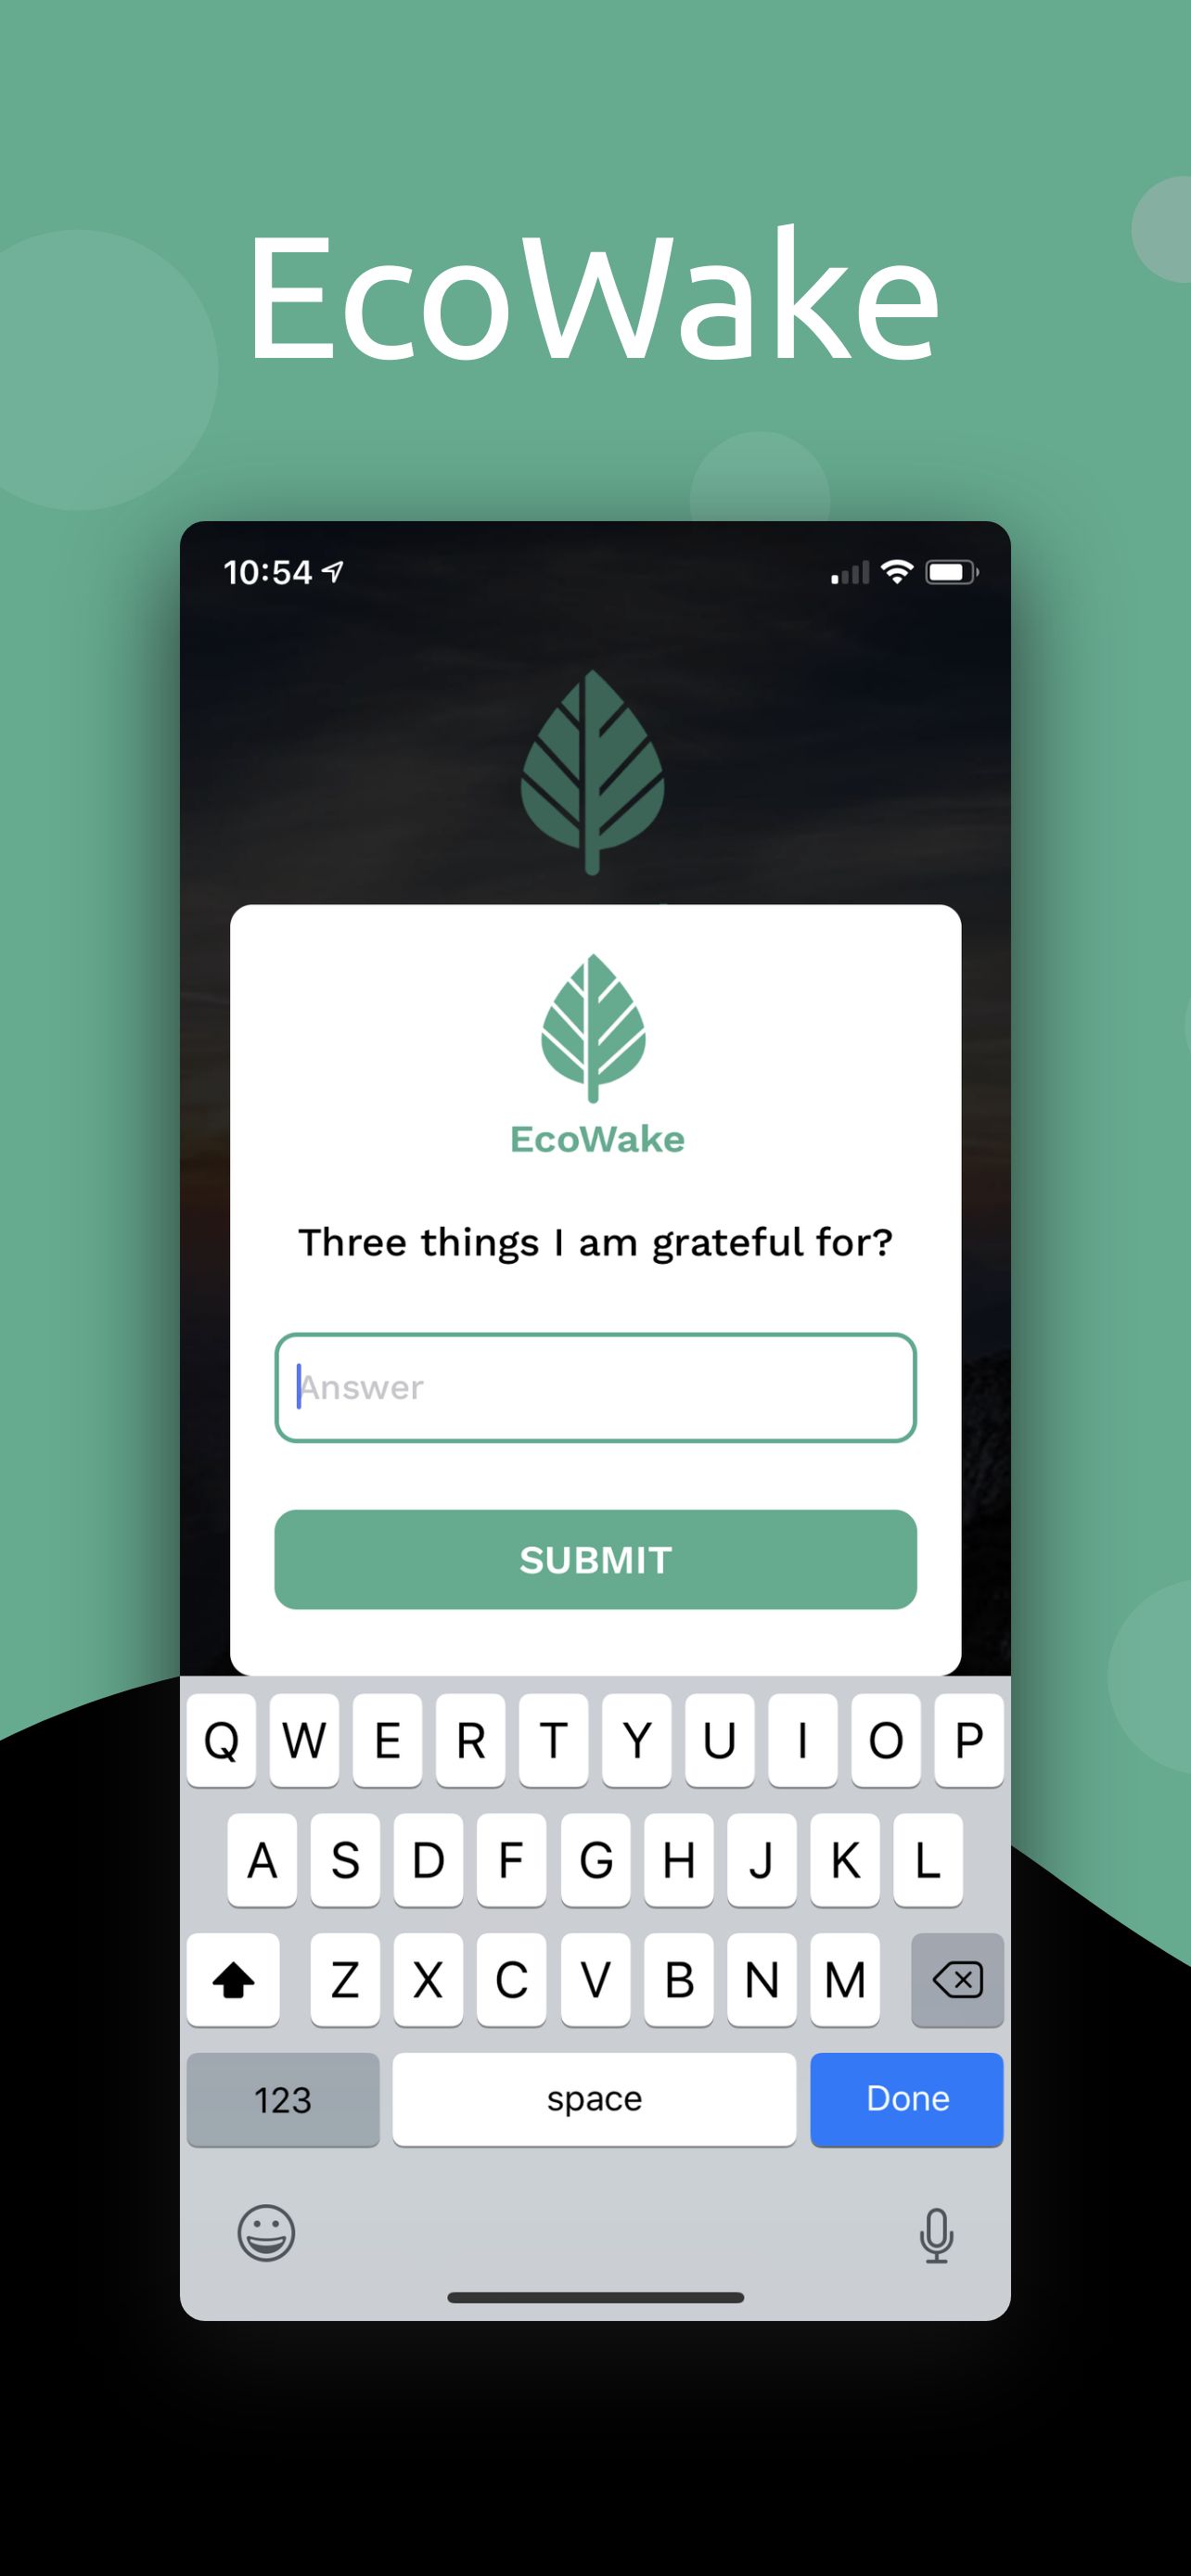 EcoWake
10:54
EcoWake
Three things I am grateful for?
Answer
SUBMIT
Q W E R T Y U I O P
A S D F G H J K L
Z X C V B N M
123 space Done